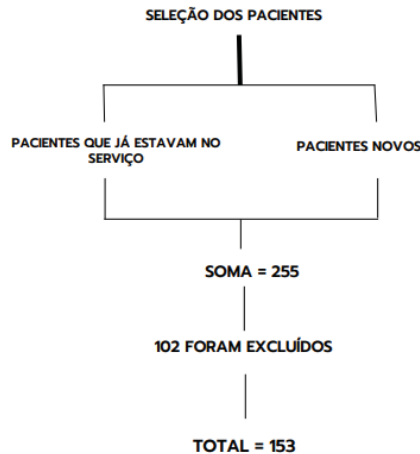 SELEÇÃO DOS PACIENTES
PACIENTES QUE JÁ ESTAVAM NO
SERVIÇO
PACIENTES NOVOS
SOMA = 255
102 FORAM EXCLUÍDOS
TOTAL = 153